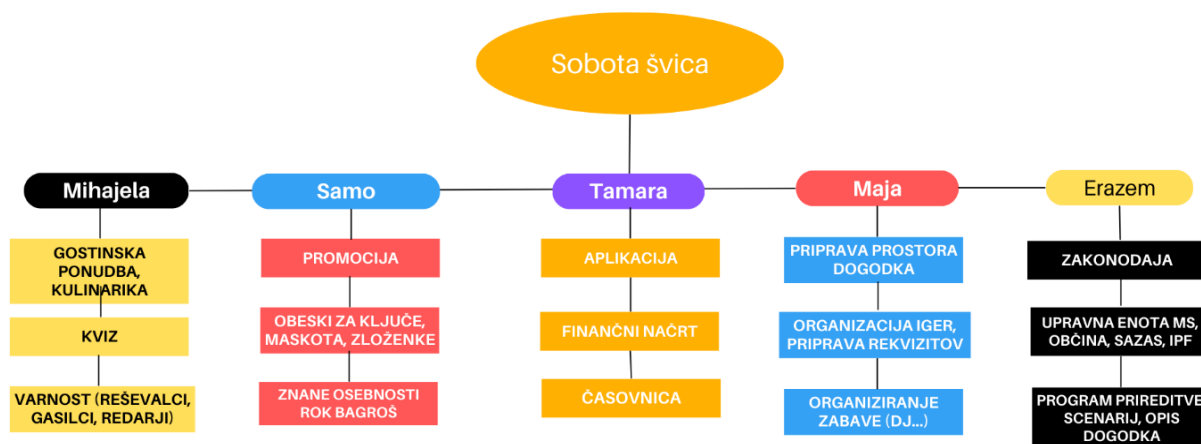 Sobota švica
Mihajela
Samo
Tamara
Maja
Erazem
GOSTINSKA
PONUDBA,
KULINARIKA
PROMOCIJA
APLIKACIJA
PRIPRAVA PROSTORA
DOGODKA
ZAKONODAJA
KVIZ
OBESKI ZA KLJUČE,
MASKOTA, ZLOŽENKE
FINANČNI NAČRT
ORGANIZACIJA IGER,
PRIPRAVA REKVIZITOV
UPRAVNA ENOTA MS,
OBČINA, SAZAS, IPF
VARNOST (REŠEVALCI,
GASILCI, REDARJI)
ZNANE OSEBNOSTI
ROK BAGROŠ
ČASOVNICA
ORGANIZIRANJE
ZABAVE (DJ...)
PROGRAM PRIREDITVE,
SCENARIJ, OPIS
DOGODKA